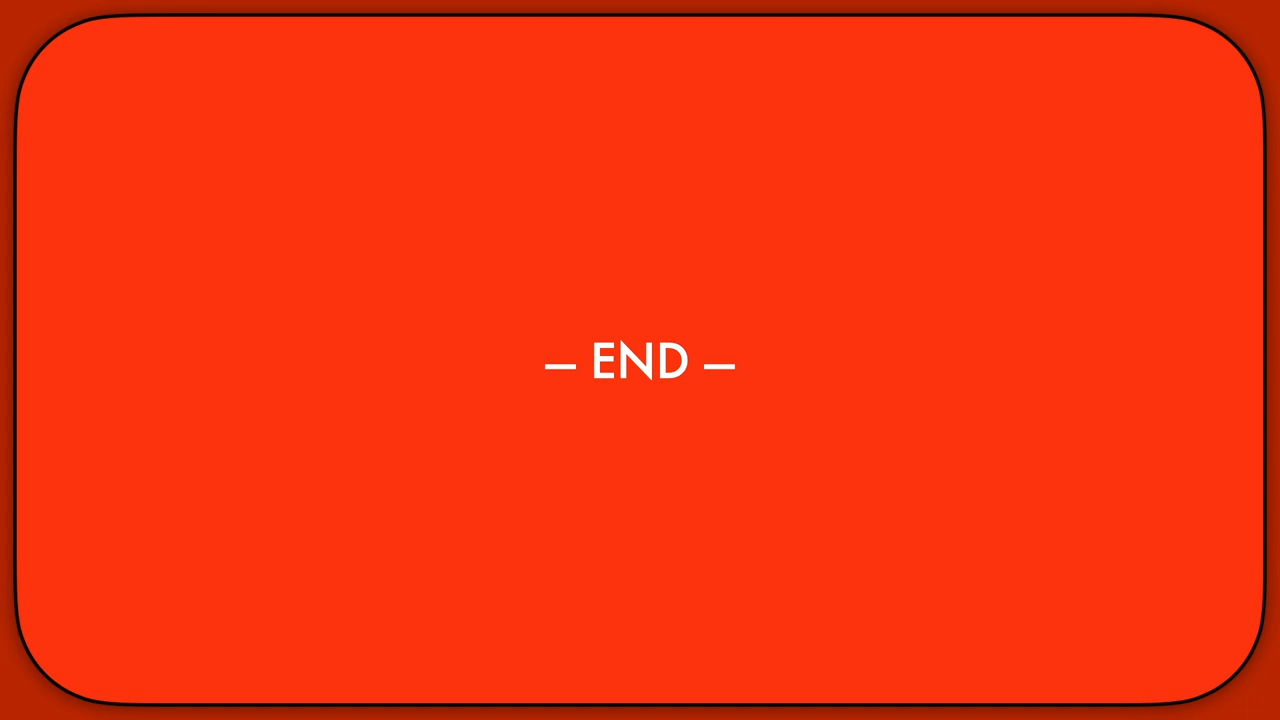 – END –